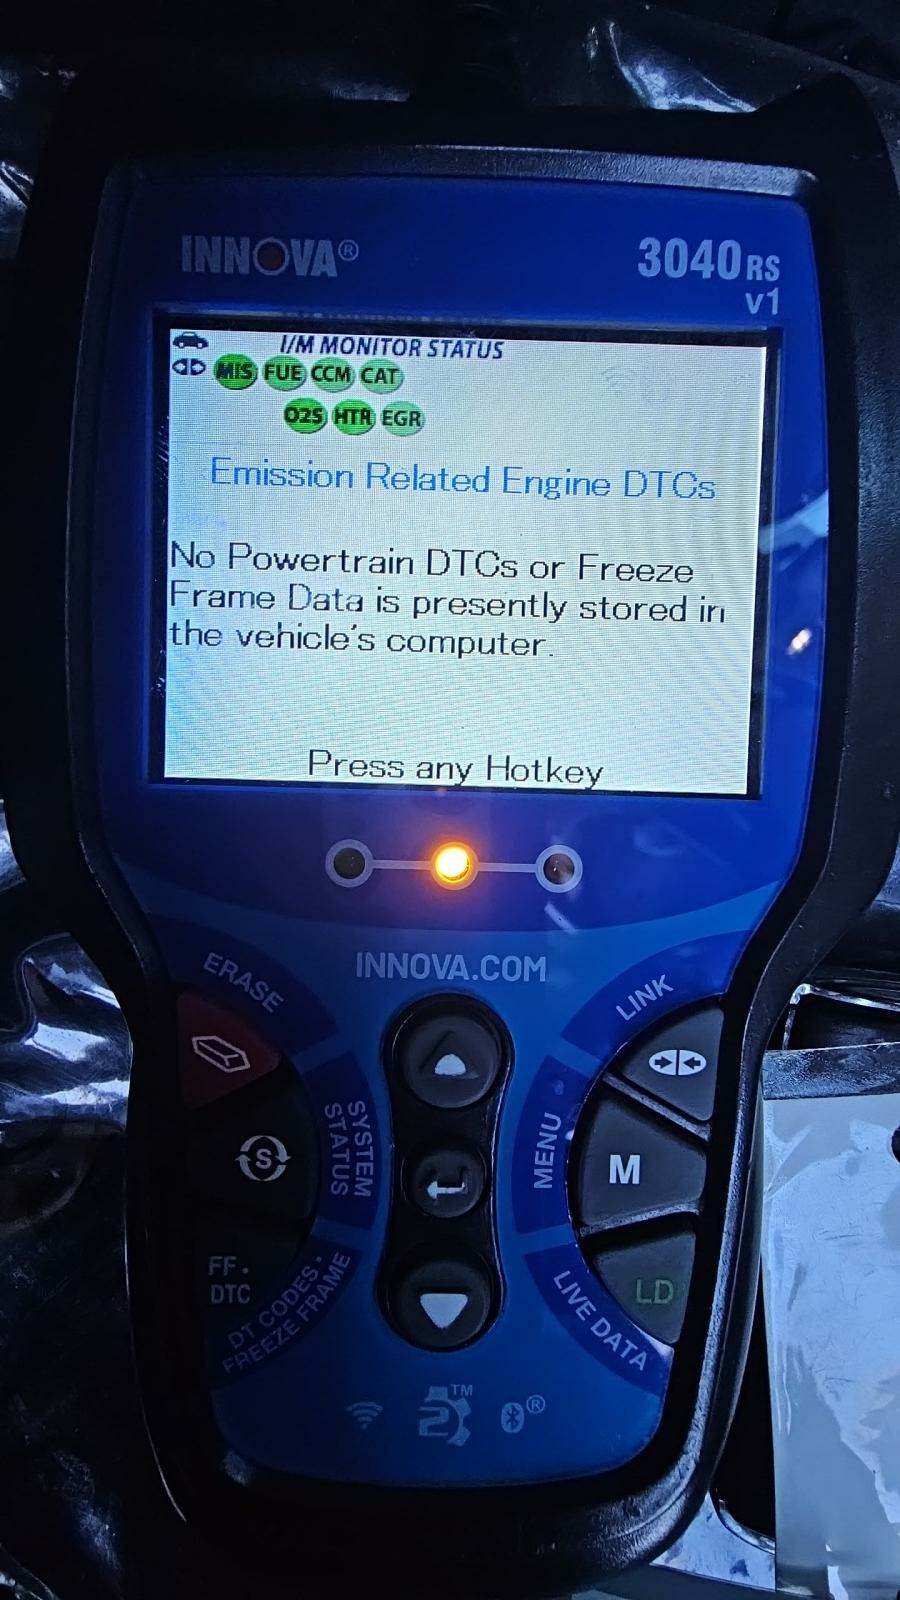 INNOVA®
3040RS
v1
I/M MONITOR STATUS
MIS FUE CCM CAT
O2S HTR EGR
Emission Related Engine DTCs
No Powertrain DTCs or Freeze
Frame Data is presently stored in
the vehicle's computer.
Press any Hotkey
INNOVA.COM
ERASE
LINK
SYSTEM
STATUS
S
MENU
M
FF·
DTC
DT CODES·
FREEZE FRAME
LIVE DATA
LD
2™
®